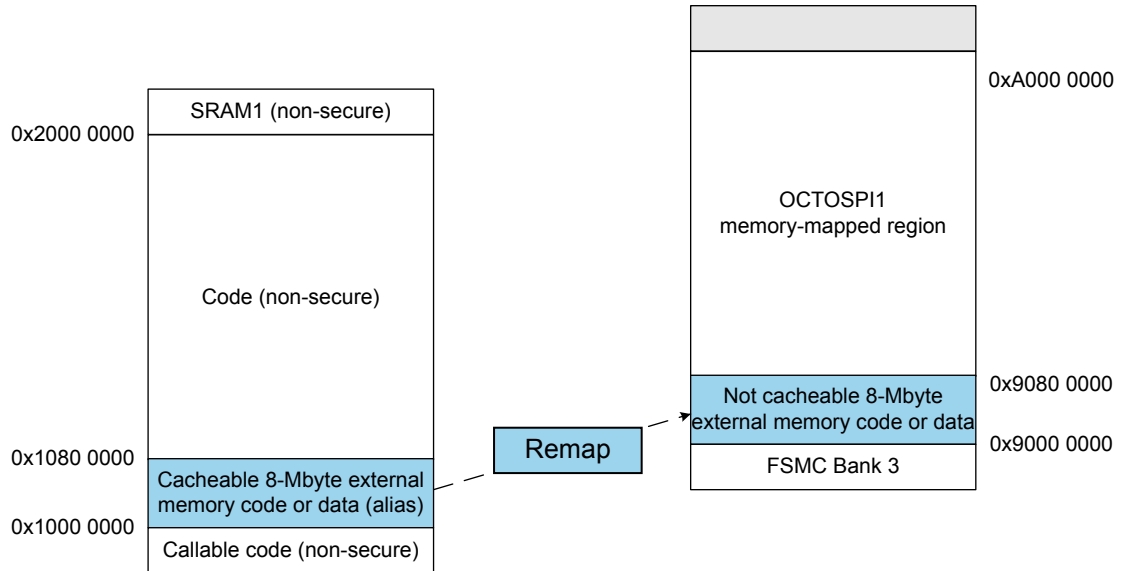 SRAM1 (non-secure)
0x2000 0000
Code (non-secure)
0x1080 0000
Cacheable 8-Mbyte external
memory code or data (alias)
0x1000 0000
Callable code (non-secure)
Remap
0xA000 0000
OCTOSPI1
memory-mapped region
0x9080 0000
Not cacheable 8-Mbyte
external memory code or data
0x9000 0000
FSMC Bank 3